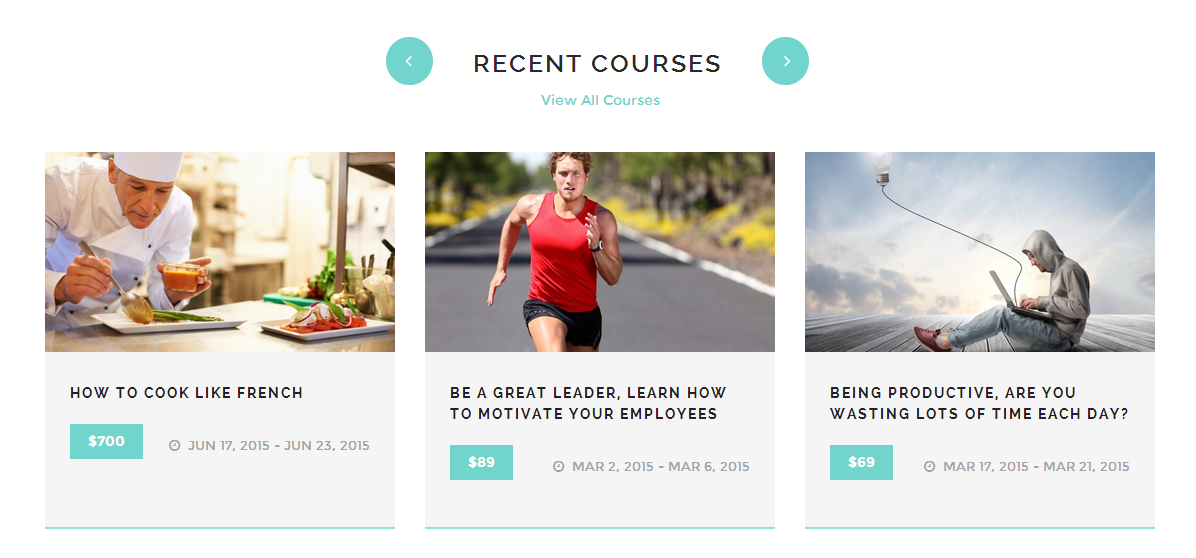 RECENT COURSES
View All Courses
HOW TO COOK LIKE FRENCH
$700
JUN 17, 2015 - JUN 23, 2015
BE A GREAT LEADER, LEARN HOW
TO MOTIVATE YOUR EMPLOYEES
$89
MAR 2, 2015 - MAR 6, 2015
BEING PRODUCTIVE, ARE YOU
WASTING LOTS OF TIME EACH DAY?
$69
MAR 17, 2015 - MAR 21, 2015